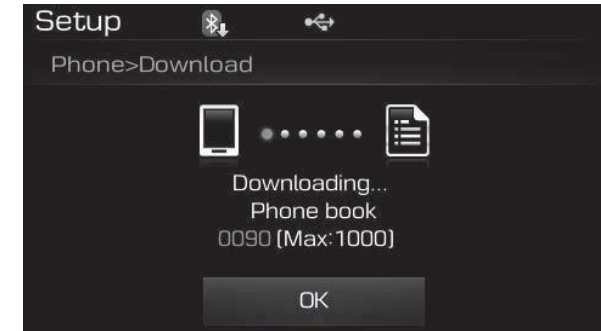 Setup
Phone>Download
Downloading...
Phone book
0090 (Max:1000)
OK